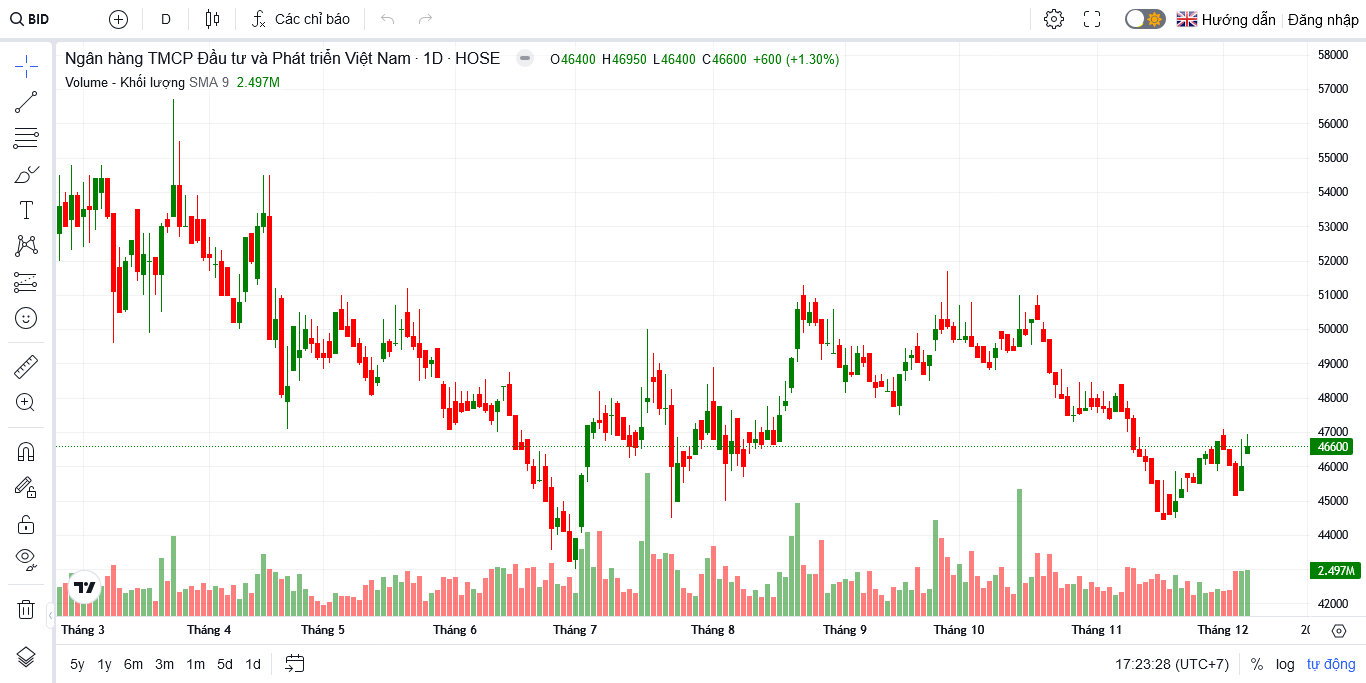 BID D Các chỉ báo Hướng dẫn Đăng nhập
Ngân hàng TMCP Đầu tư và Phát triển Việt Nam · 1D · HOSE O46400 H46950 L46400 C46600 +600 (+1.30%)
Volume - Khối lượng SMA 9 2.497M
58000
57000
56000
55000
54000
53000
52000
51000
50000
49000
48000
47000
46600
46000
45000
44000
2.497M
42000
Tháng 3 Tháng 4 Tháng 5 Tháng 6 Tháng 7 Tháng 8 Tháng 9 Tháng 10 Tháng 11 Tháng 12
5y 1y 6m 3m 1m 5d 1d 17:23:28 (UTC+7) % log tự động